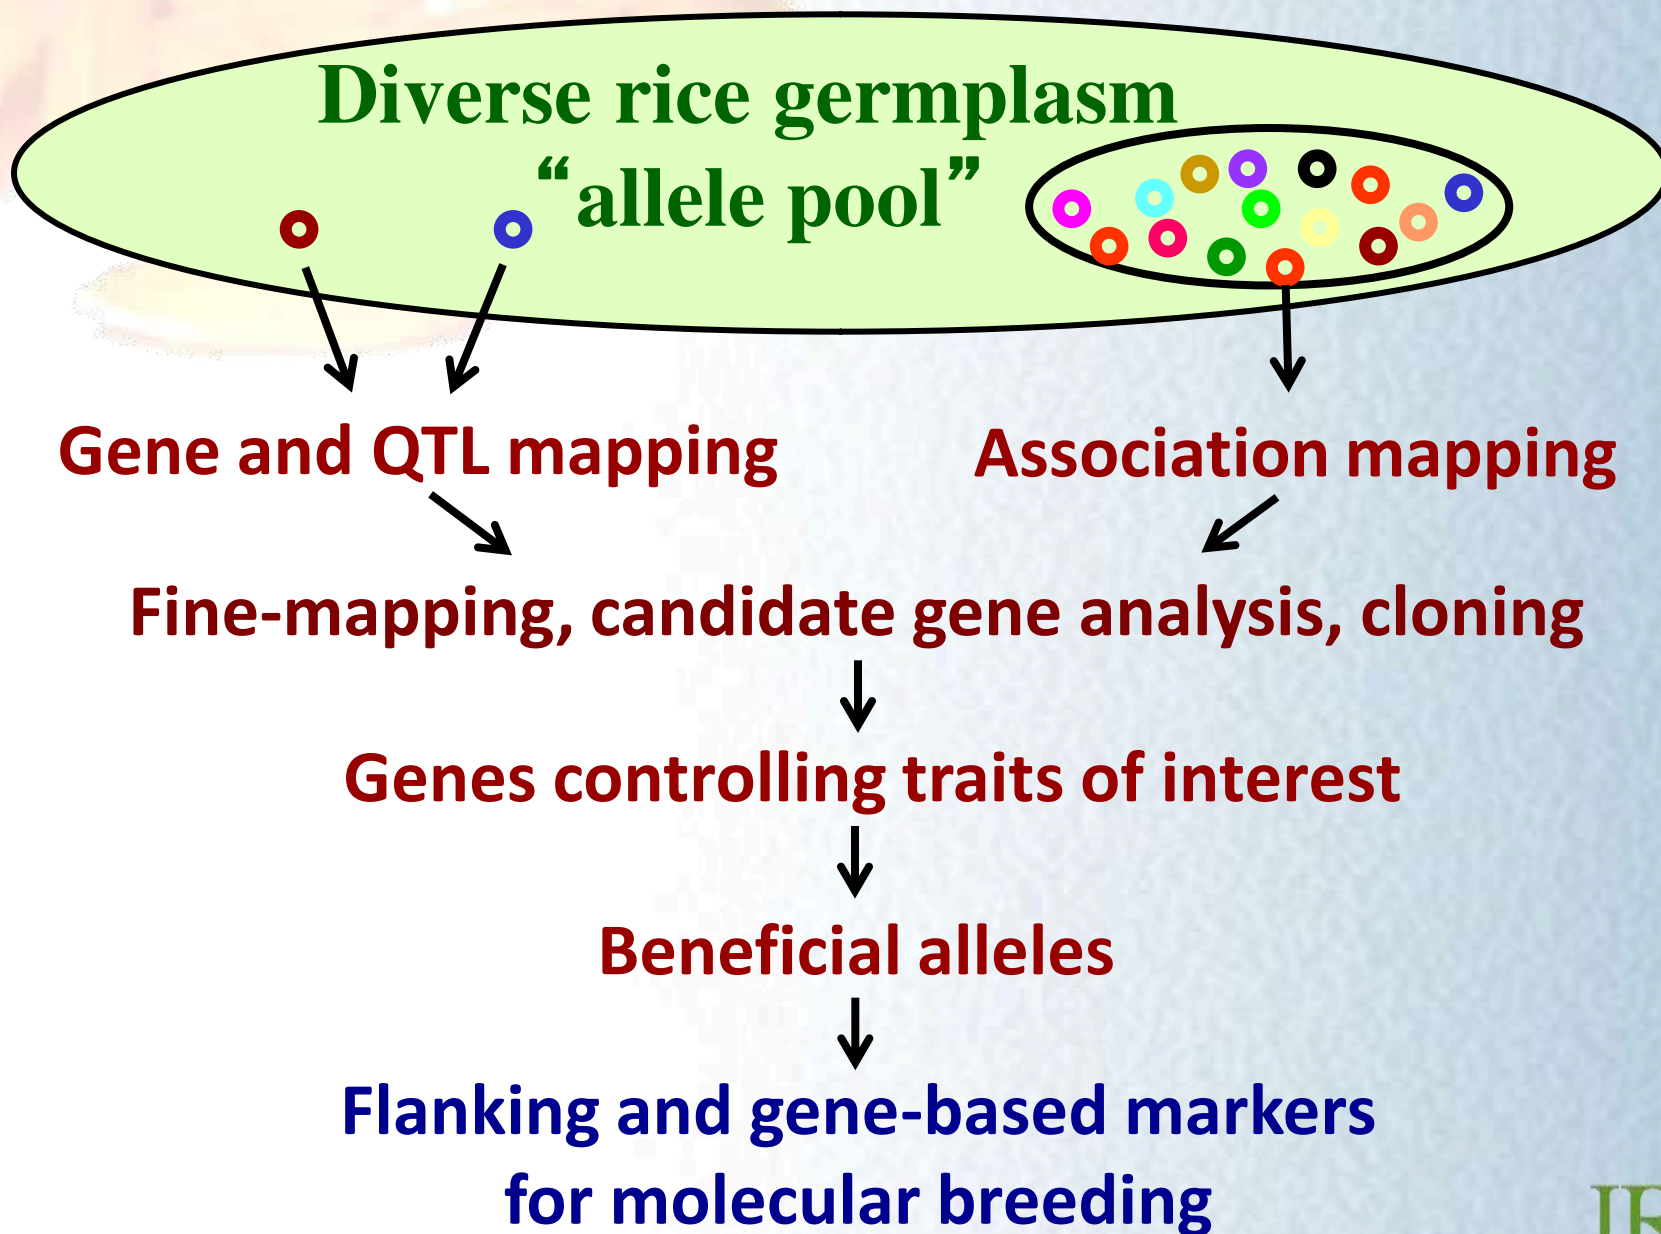 Diverse rice germplasm
“allele pool”
Gene and QTL mapping
Association mapping
Fine-mapping, candidate gene analysis, cloning
Genes controlling traits of interest
Beneficial alleles
Flanking and gene-based markers
for molecular breeding